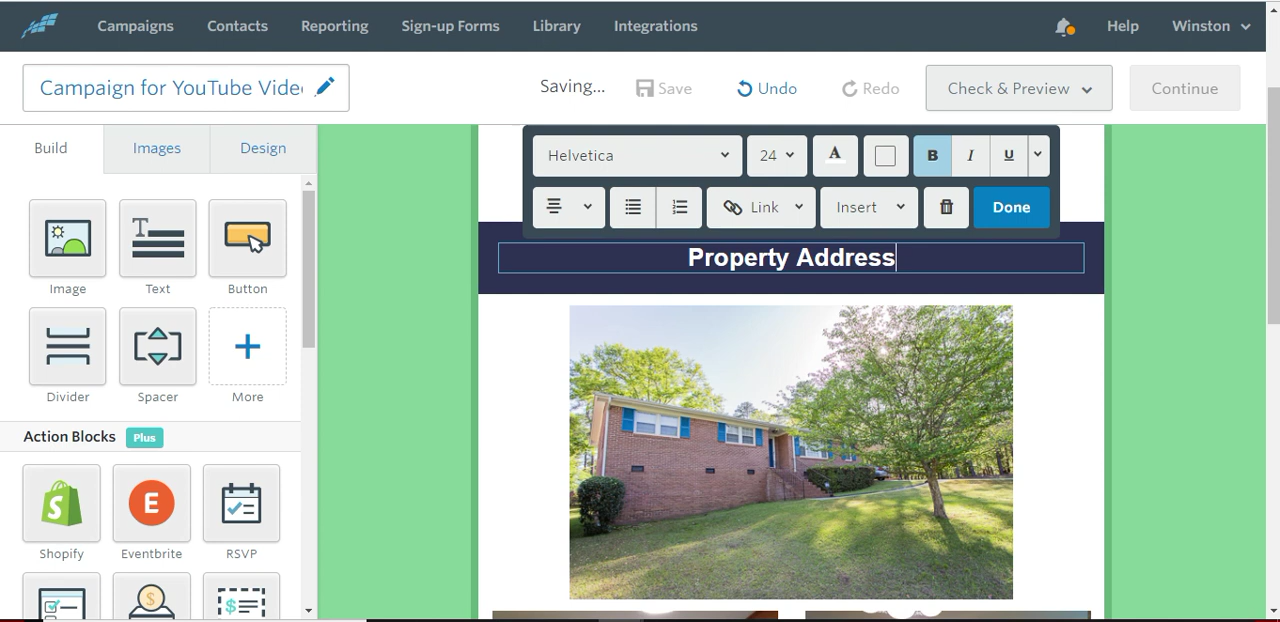 Campaigns Contacts Reporting Sign-up Forms Library Integrations Help Winston
Campaign for YouTube Vide Saving... Save Undo Redo Check & Preview Continue
Build Images Design
Helvetica 24 A B I U
Link Insert Done
Property Address
T
Image Text Button
Divider Spacer More
Action Blocks Plus
S E
Shopify Eventbrite RSVP
$ $